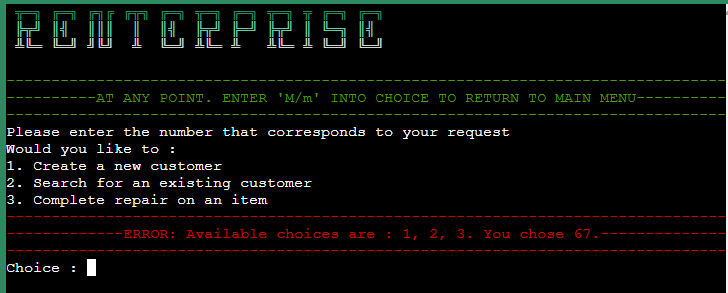 RENTERPRISE
----------AT ANY POINT. ENTER 'M/m' INTO CHOICE TO RETURN TO MAIN MENU----------
Please enter the number that corresponds to your request
Would you like to :
1. Create a new customer
2. Search for an existing customer
3. Complete repair on an item
-------------ERROR: Available choices are : 1, 2, 3. You chose 67.--------------
Choice :